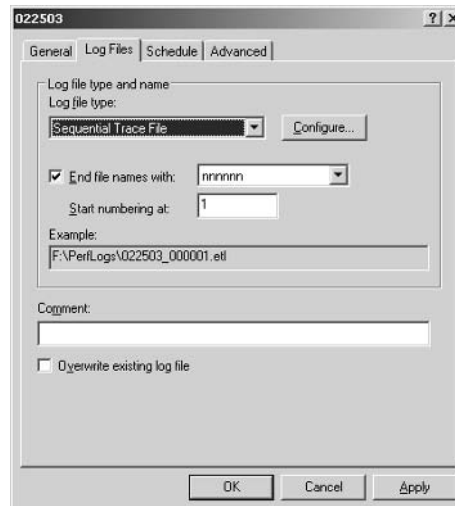 022503
General Log Files Schedule Advanced
Log file type and name
Log file type:
Sequential Trace File Configure...
End file names with: nnnnnn
Start numbering at: 1
Example:
F:\PerfLogs\022503_000001.etl
Comment:
Overwrite existing log file
OK Cancel Apply